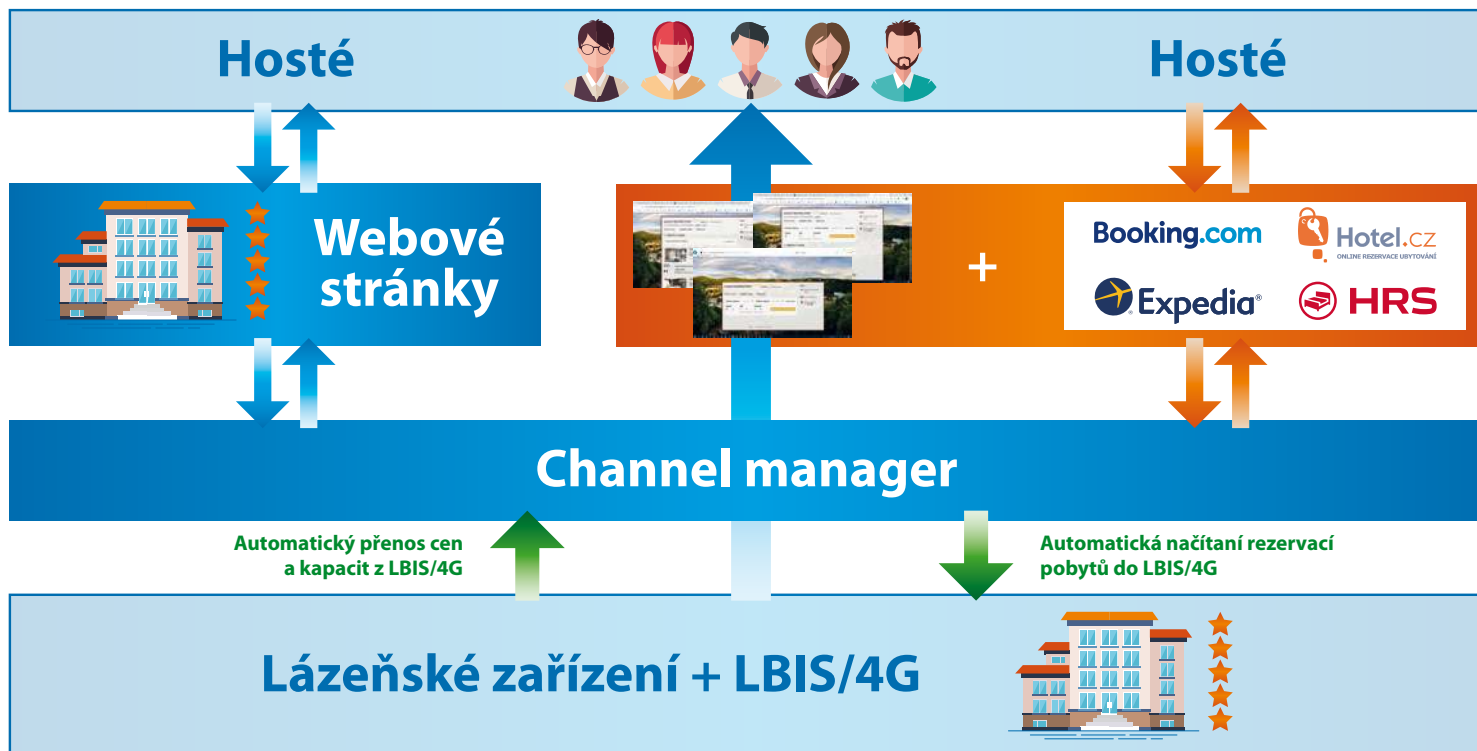 Hosté
Hosté
Webové
stránky
+
Booking.com
Hotel.cz
ONLINE REZERVACE UBYTOVÁNÍ
Expedia®
HRS
Channel manager
Automatický přenos cen
a kapacit z LBIS/4G
Automatická načítaní rezervací
pobytů do LBIS/4G
Lázeňské zařízení + LBIS/4G